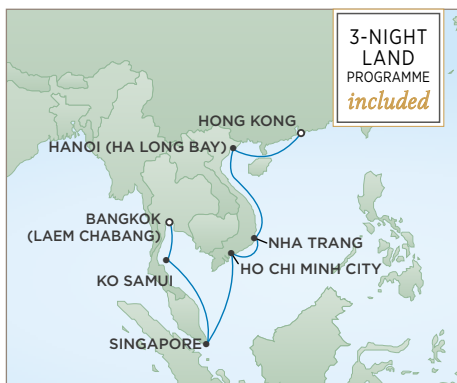 3-NIGHT
LAND
PROGRAMME
included
HONG KONG
HANOI (HA LONG BAY)
BANGKOK
(LAEM CHABANG)
NHA TRANG
HO CHI MINH CITY
KO SAMUI
SINGAPORE